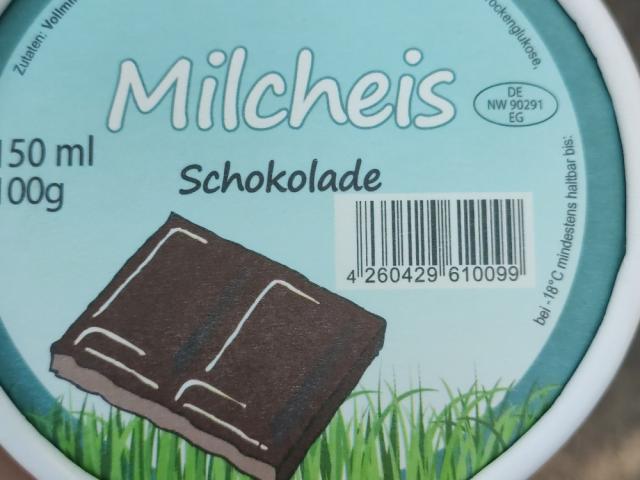 Zutaten: Vollmi
Milcheis
Schokolade
150 ml
100g
DE
NW 90291
EG
ockenglukose,
bei -18°C mindestens haltbar bis:
4 260429 610099